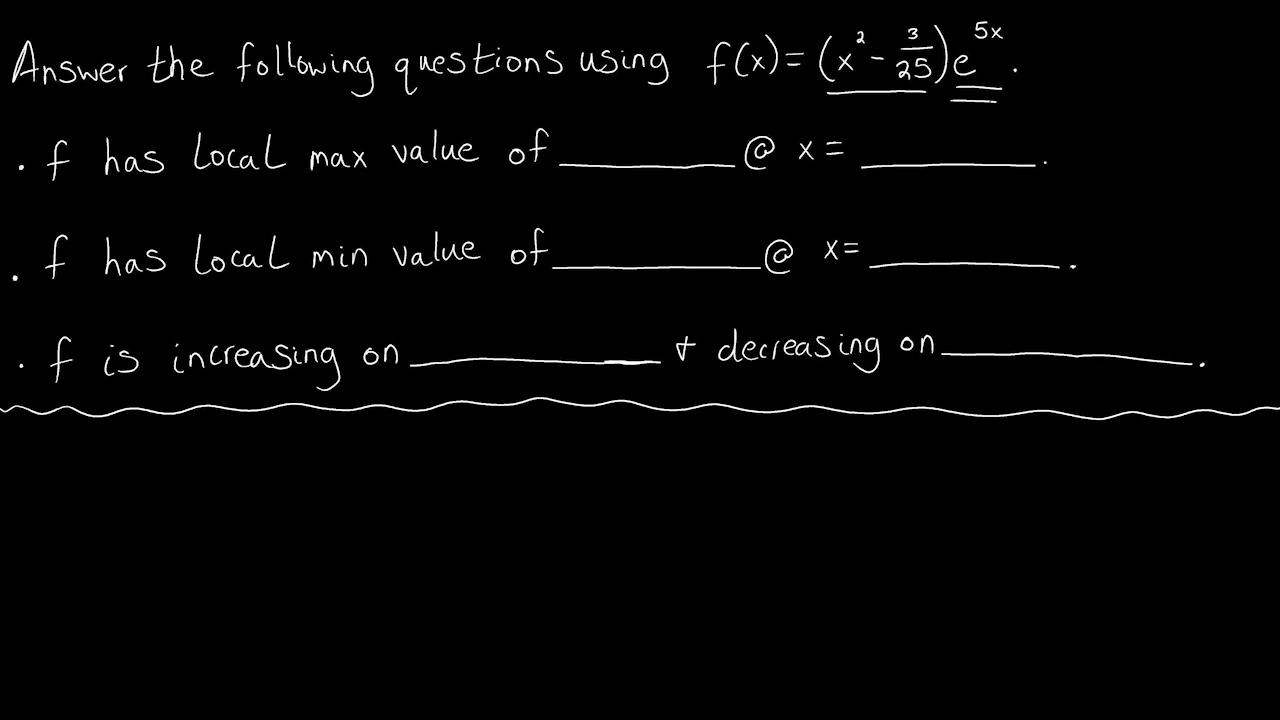 Answer the following questions using f(x) = (x² - 3/25) e^5x.
. f has local max value of ________ @ x = ________.
. f has local min value of ________ @ x = ________.
. f is increasing on ________ & decreasing on ________.